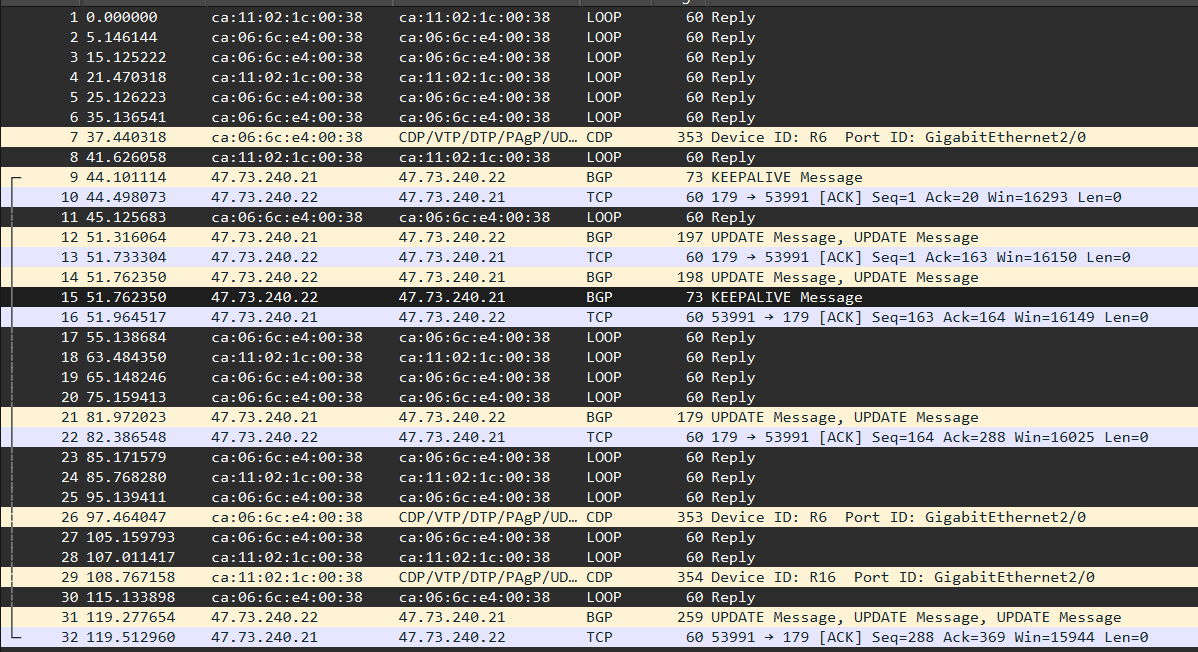 1 0.000000 ca:11:02:1c:00:38 ca:11:02:1c:00:38 LOOP 60 Reply
2 5.146144 ca:06:6c:e4:00:38 ca:06:6c:e4:00:38 LOOP 60 Reply
3 15.125222 ca:06:6c:e4:00:38 ca:06:6c:e4:00:38 LOOP 60 Reply
4 21.470318 ca:11:02:1c:00:38 ca:11:02:1c:00:38 LOOP 60 Reply
5 25.126223 ca:06:6c:e4:00:38 ca:06:6c:e4:00:38 LOOP 60 Reply
6 35.136541 ca:06:6c:e4:00:38 ca:06:6c:e4:00:38 LOOP 60 Reply
7 37.440318 ca:06:6c:e4:00:38 CDP/VTP/DTP/PAgP/UD… CDP 353 Device ID: R6 Port ID: GigabitEthernet2/0
8 41.626058 ca:11:02:1c:00:38 ca:11:02:1c:00:38 LOOP 60 Reply
9 44.101114 47.73.240.21 47.73.240.22 BGP 73 KEEPALIVE Message
10 44.498073 47.73.240.22 47.73.240.21 TCP 60 179 → 53991 [ACK] Seq=1 Ack=20 Win=16293 Len=0
11 45.125683 ca:06:6c:e4:00:38 ca:06:6c:e4:00:38 LOOP 60 Reply
12 51.316064 47.73.240.21 47.73.240.22 BGP 197 UPDATE Message, UPDATE Message
13 51.733304 47.73.240.22 47.73.240.21 TCP 60 179 → 53991 [ACK] Seq=1 Ack=163 Win=16150 Len=0
14 51.762350 47.73.240.22 47.73.240.21 BGP 198 UPDATE Message, UPDATE Message
15 51.762350 47.73.240.22 47.73.240.21 BGP 73 KEEPALIVE Message
16 51.964517 47.73.240.21 47.73.240.22 TCP 60 53991 → 179 [ACK] Seq=163 Ack=164 Win=16149 Len=0
17 55.138684 ca:06:6c:e4:00:38 ca:06:6c:e4:00:38 LOOP 60 Reply
18 63.484350 ca:11:02:1c:00:38 ca:11:02:1c:00:38 LOOP 60 Reply
19 65.148246 ca:06:6c:e4:00:38 ca:06:6c:e4:00:38 LOOP 60 Reply
20 75.159413 ca:06:6c:e4:00:38 ca:06:6c:e4:00:38 LOOP 60 Reply
21 81.972023 47.73.240.21 47.73.240.22 BGP 179 UPDATE Message, UPDATE Message
22 82.386548 47.73.240.22 47.73.240.21 TCP 60 179 → 53991 [ACK] Seq=164 Ack=288 Win=16025 Len=0
23 85.171579 ca:06:6c:e4:00:38 ca:06:6c:e4:00:38 LOOP 60 Reply
24 85.768280 ca:11:02:1c:00:38 ca:11:02:1c:00:38 LOOP 60 Reply
25 95.139411 ca:06:6c:e4:00:38 ca:06:6c:e4:00:38 LOOP 60 Reply
26 97.464047 ca:06:6c:e4:00:38 CDP/VTP/DTP/PAgP/UD… CDP 353 Device ID: R6 Port ID: GigabitEthernet2/0
27 105.159793 ca:06:6c:e4:00:38 ca:06:6c:e4:00:38 LOOP 60 Reply
28 107.011417 ca:11:02:1c:00:38 ca:11:02:1c:00:38 LOOP 60 Reply
29 108.767158 ca:11:02:1c:00:38 CDP/VTP/DTP/PAgP/UD… CDP 354 Device ID: R16 Port ID: GigabitEthernet2/0
30 115.133898 ca:06:6c:e4:00:38 ca:06:6c:e4:00:38 LOOP 60 Reply
31 119.277654 47.73.240.22 47.73.240.21 BGP 259 UPDATE Message, UPDATE Message, UPDATE Message
32 119.512960 47.73.240.21 47.73.240.22 TCP 60 53991 → 179 [ACK] Seq=288 Ack=369 Win=15944 Len=0